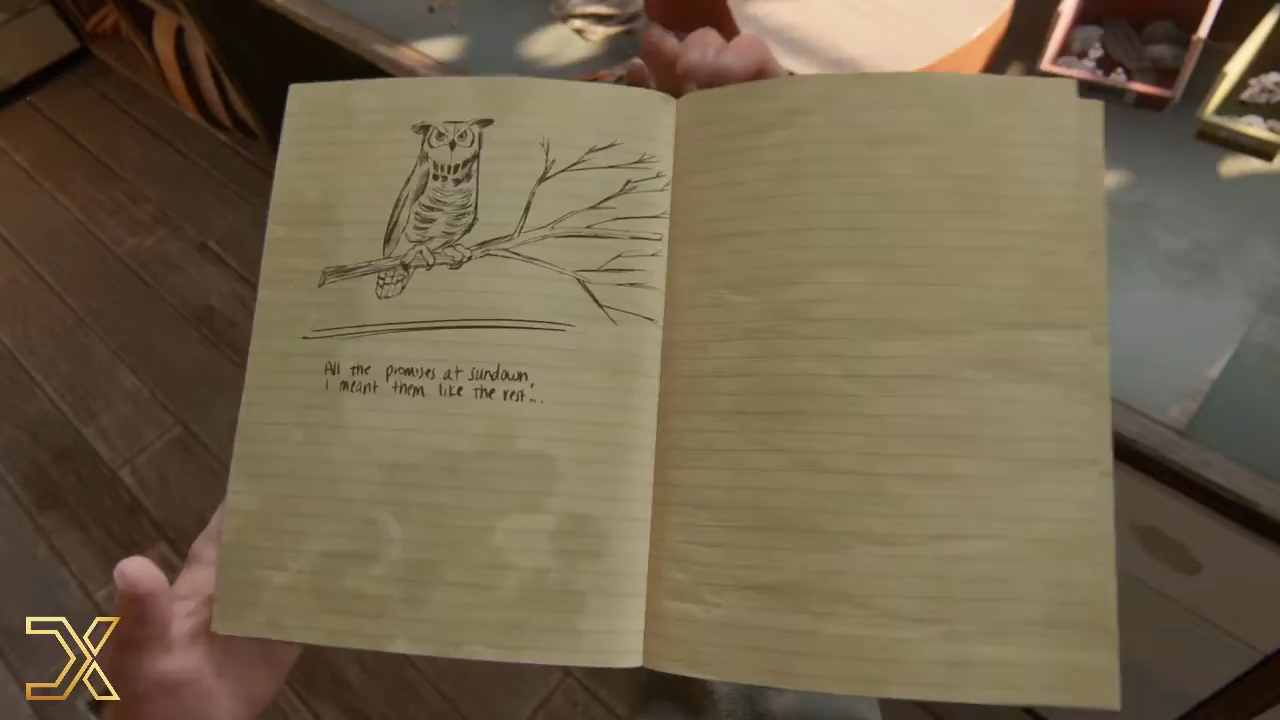 All the promises at sundown,
I meant them like the rest...